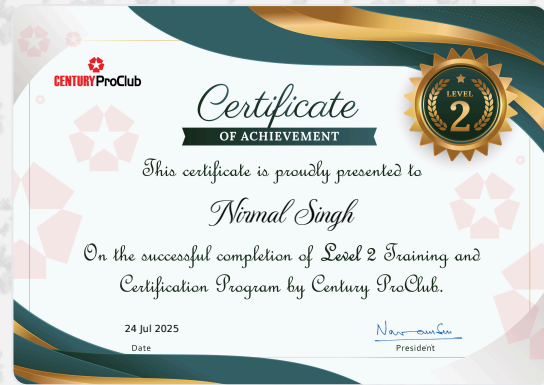 CENTURY ProClub
LEVEL
2
Certificate
OF ACHIEVEMENT
This certificate is proudly presented to
Nirmal Singh
On the successful completion of Level 2 Training and
Certification Program by Century ProClub.
24 Jul 2025
Date
President